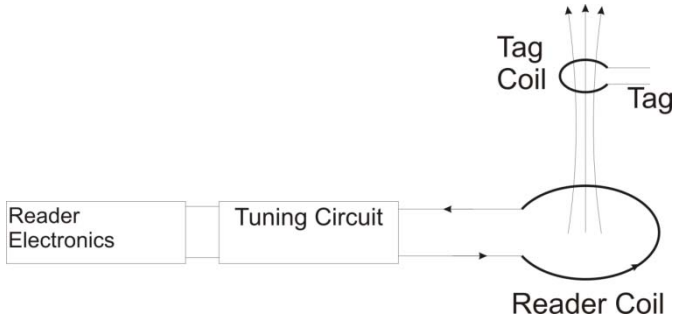 Tag
Coil
Tag
Reader
Electronics
Tuning Circuit
Reader Coil